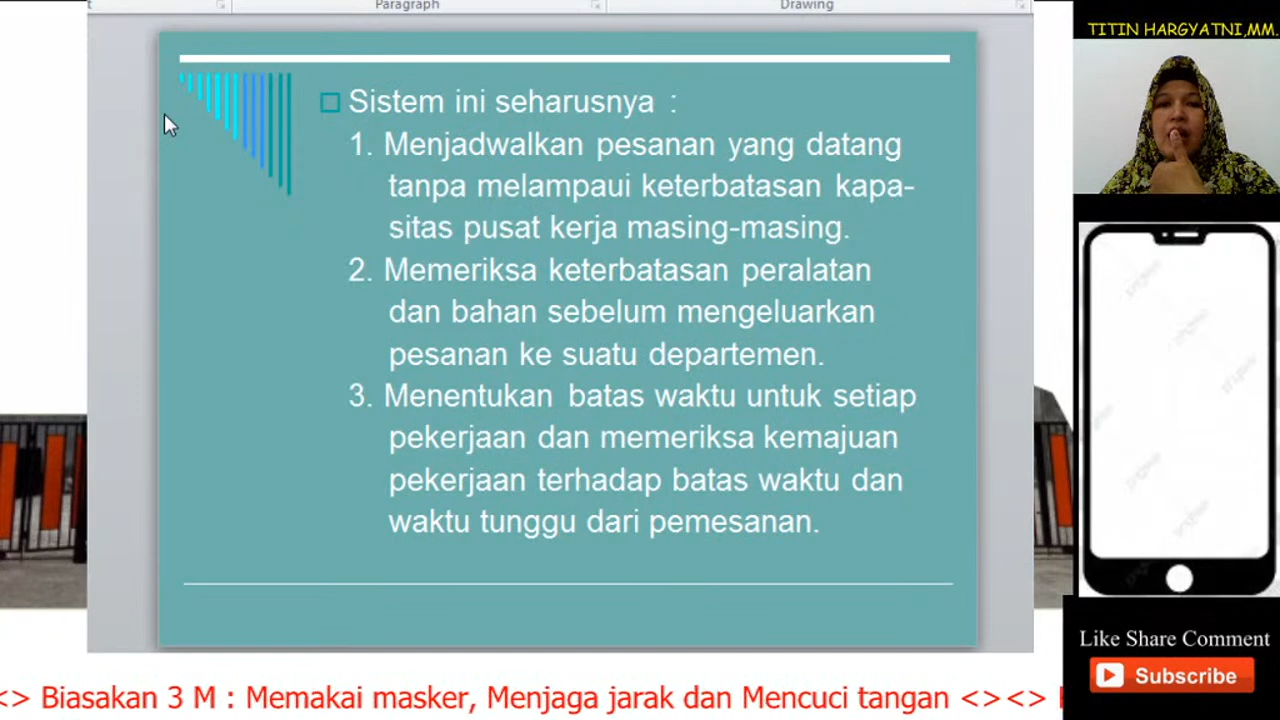 Paragraph
Drawing
TITIN HARGYATNI,MM.
Sistem ini seharusnya :
1. Menjadwalkan pesanan yang datang
tanpa melampaui keterbatasan kapa-
sitas pusat kerja masing-masing.
2. Memeriksa keterbatasan peralatan
dan bahan sebelum mengeluarkan
pesanan ke suatu departemen.
3. Menentukan batas waktu untuk setiap
pekerjaan dan memeriksa kemajuan
pekerjaan terhadap batas waktu dan
waktu tunggu dari pemesanan.
Like Share Comment
Subscribe
<> Biasakan 3 M : Memakai masker, Menjaga jarak dan Mencuci tangan <><>